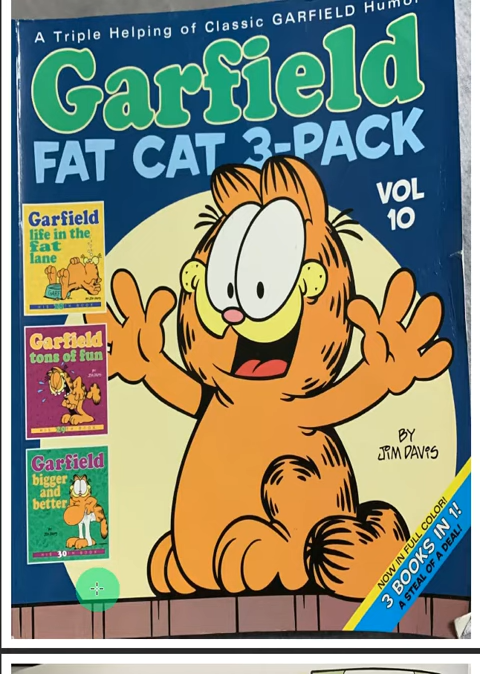 A Triple Helping of Classic GARFIELD Humor
Garfield
FAT CAT 3-PACK
VOL
10
Garfield
life in the
fat
lane
Garfield
tons of fun
Garfield
bigger
and
better
30
BY
JIM DAVIS
NOW IN FULL COLOR!
3 BOOKS IN 1!
A STEAL OF A DEAL!